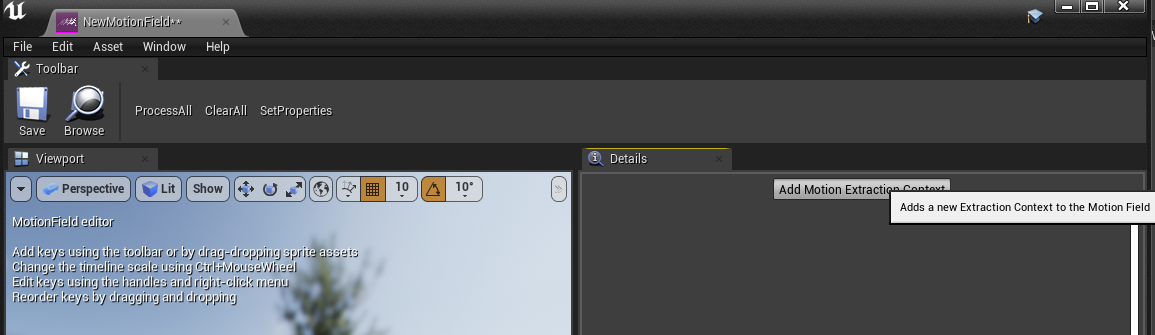 NewMotionField**
File Edit Asset Window Help
Toolbar
Save Browse ProcessAll ClearAll SetProperties
Viewport
Perspective Lit Show 10 10°
MotionField editor
Add keys using the toolbar or by drag-dropping sprite assets
Change the timeline scale using Ctrl+MouseWheel
Edit keys using the handles and right-click menu
Reorder keys by dragging and dropping
Details
Add Motion Extraction Context
Adds a new Extraction Context to the Motion Field